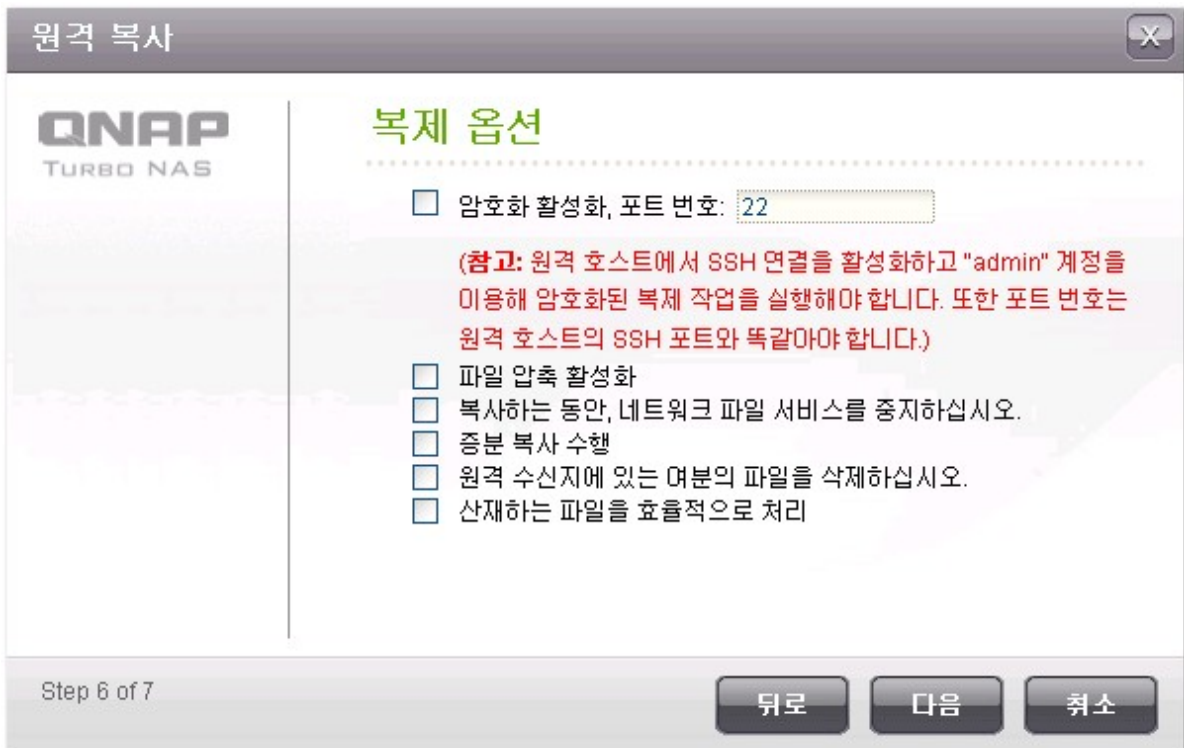 원격 복사
X
QNAP
TURBO NAS
복제 옵션
암호화 활성화, 포트 번호: 22
(참고: 원격 호스트에서 SSH 연결을 활성화하고 "admin" 계정을
이용해 암호화된 복제 작업을 실행해야 합니다. 또한 포트 번호는
원격 호스트의 SSH 포트와 똑같아야 합니다.)
파일 압축 활성화
복사하는 동안, 네트워크 파일 서비스를 중지하십시오.
증분 복사 수행
원격 수신지에 있는 여분의 파일을 삭제하십시오.
산재하는 파일을 효율적으로 처리
Step 6 of 7
뒤로
다음
취소